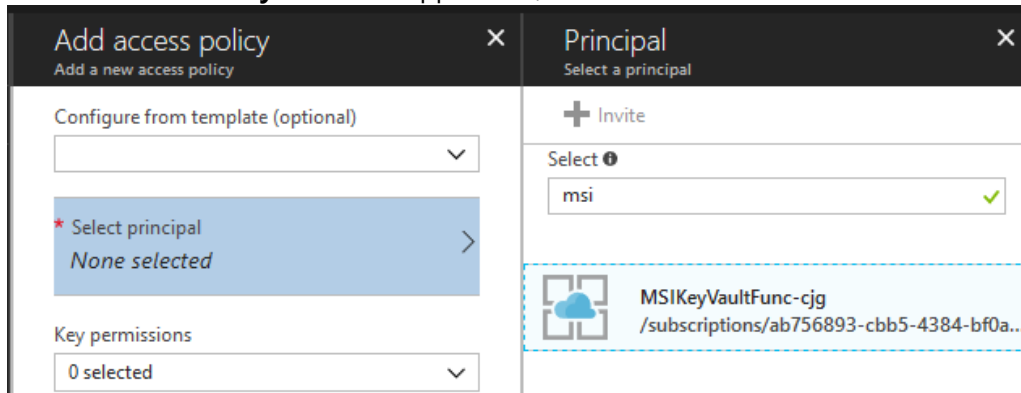 Add access policy
Add a new access policy
Configure from template (optional)
* Select principal
None selected
Key permissions
0 selected
Principal
Select a principal
Invite
Select
msi
MSIKeyVaultFunc-cjg
/subscriptions/ab756893-cbb5-4384-bf0a...